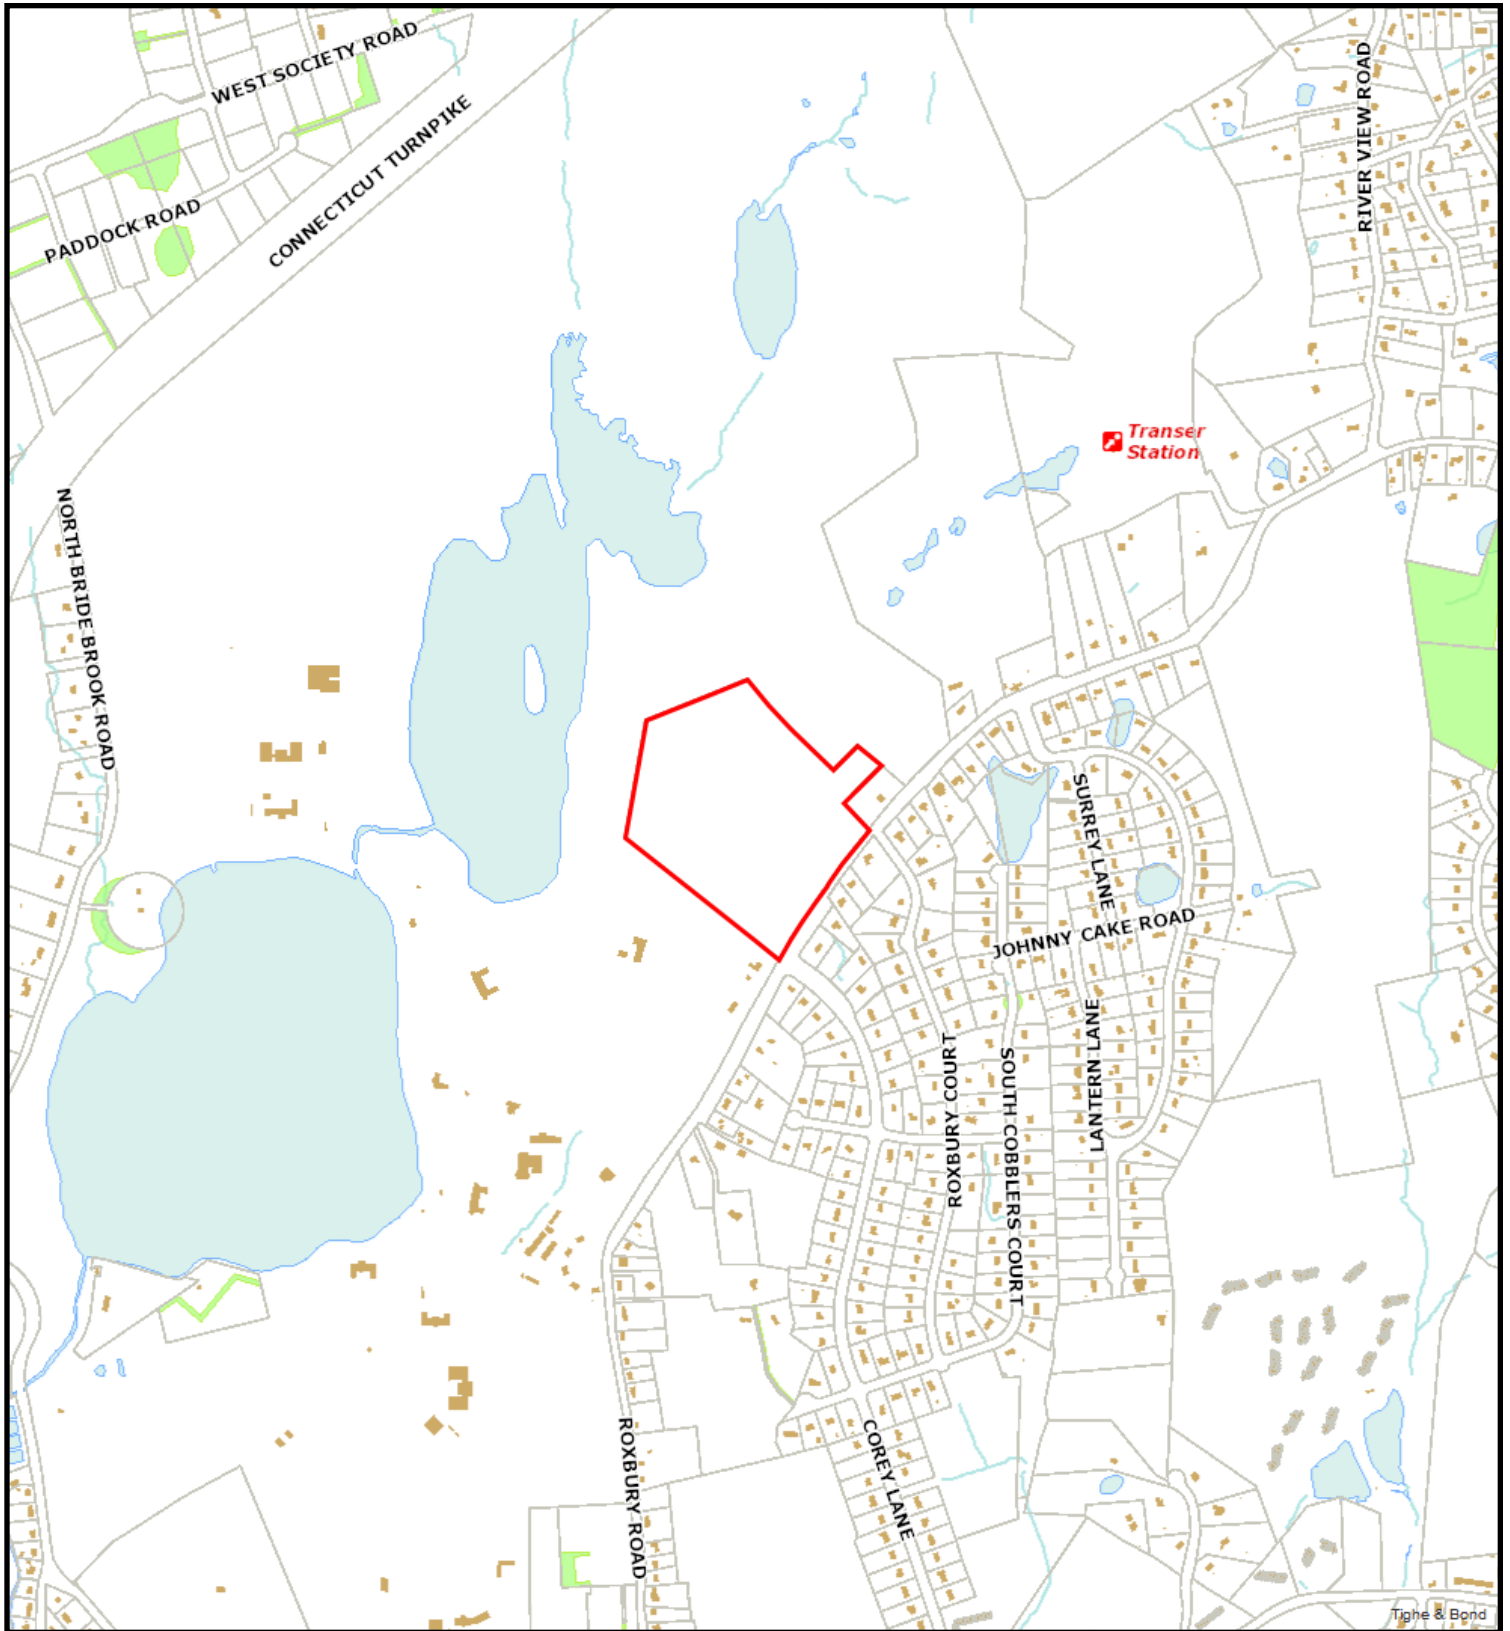 WEST SOCIETY ROAD
CONNECTICUT TURNPIKE
PADDOCK ROAD
RIVER VIEW ROAD
Transer
Station
NORTH BRIDE BROOK ROAD
SURREY LANE
JOHNNY CAKE ROAD
LANTERN LANE
ROXBURY COURT
SOUTH COBBLERS COURT
ROXBURY ROAD
COREY LANE
Tighe & Bond